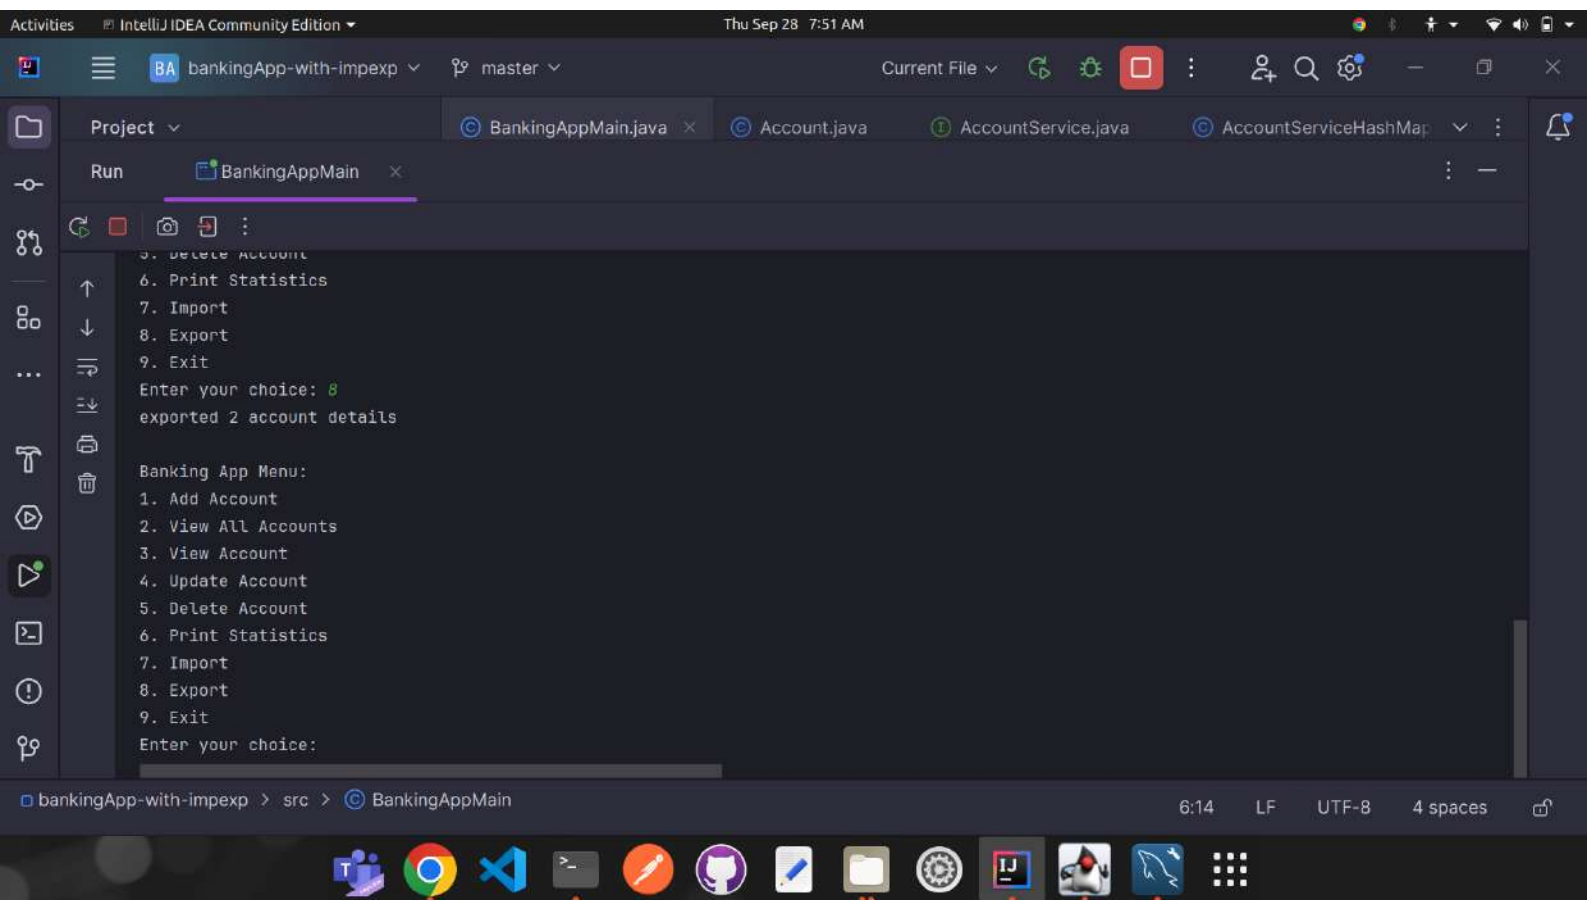 Activities IntelliJ IDEA Community Edition Thu Sep 28 7:51 AM
BA bankingApp-with-impexp master Current File
Project BankingAppMain.java Account.java AccountService.java AccountServiceHashMap
Run BankingAppMain
5. Delete Account
6. Print Statistics
7. Import
8. Export
9. Exit
Enter your choice: 8
exported 2 account details
Banking App Menu:
1. Add Account
2. View All Accounts
3. View Account
4. Update Account
5. Delete Account
6. Print Statistics
7. Import
8. Export
9. Exit
Enter your choice:
bankingApp-with-impexp > src > BankingAppMain 6:14 LF UTF-8 4 spaces